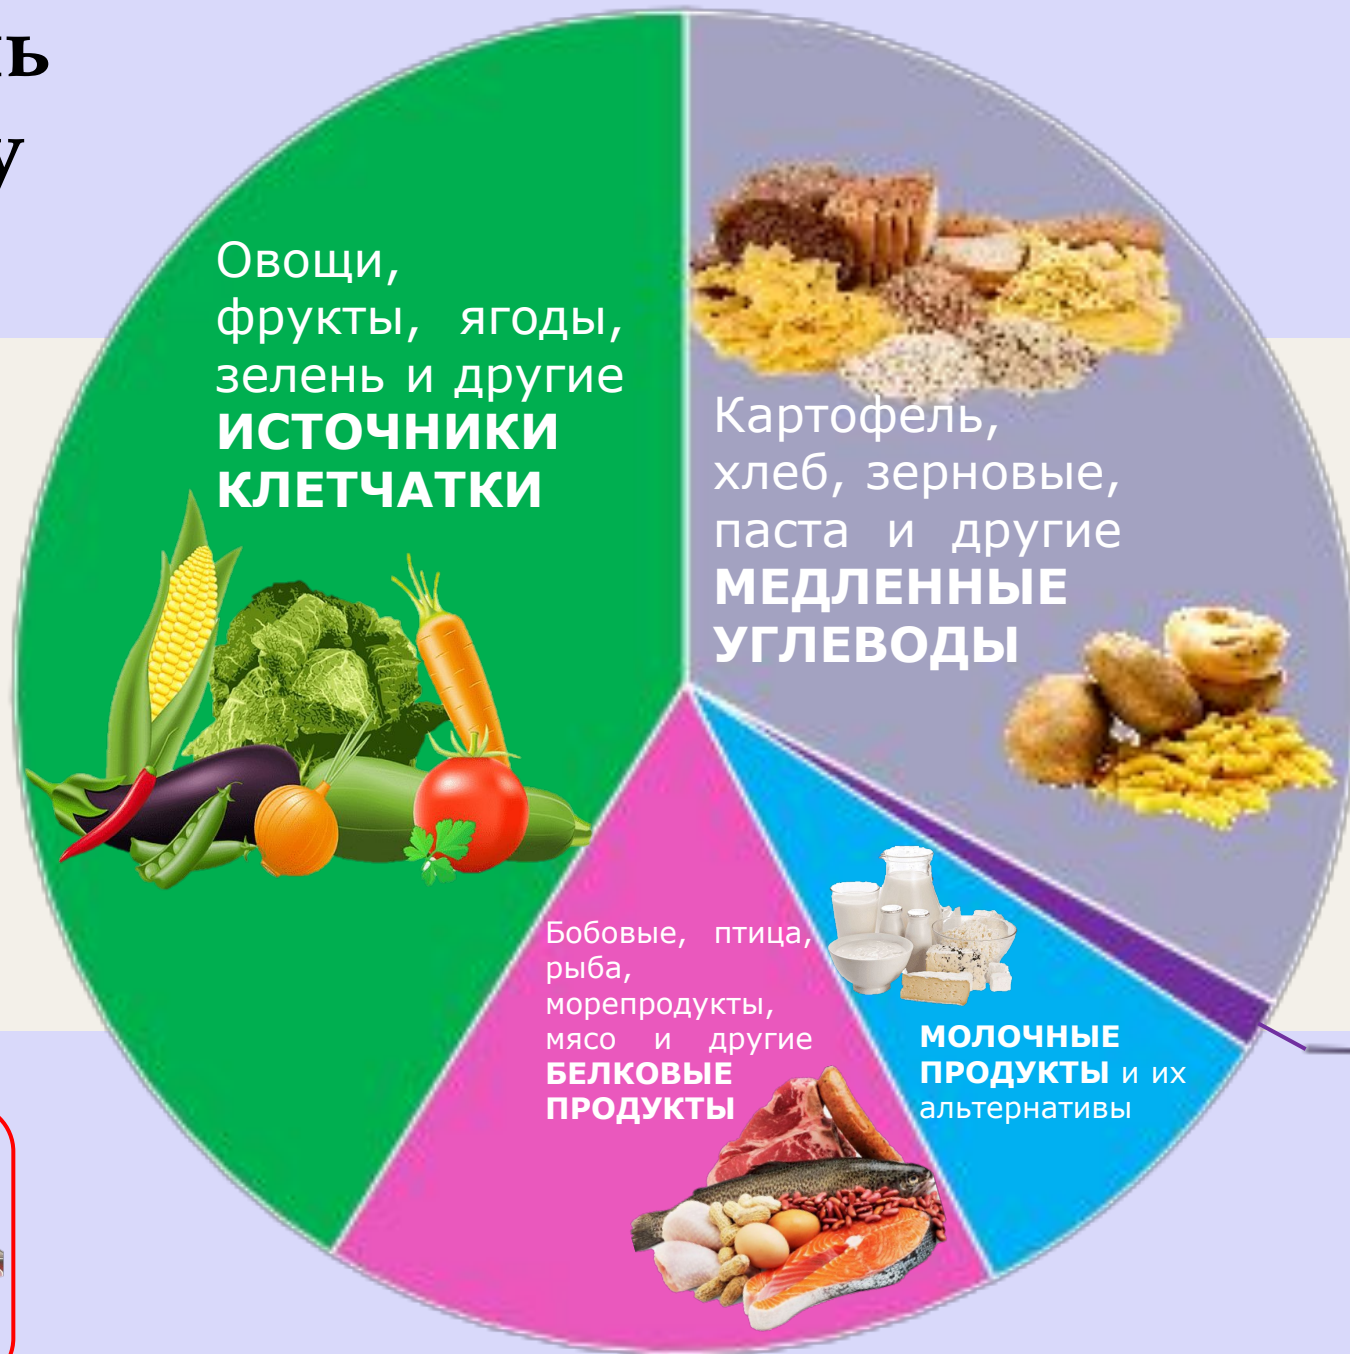 Овощи,
фрукты, ягоды,
зелень и другие
ИСТОЧНИКИ
КЛЕТЧАТКИ
Картофель,
хлеб, зерновые,
паста и другие
МЕДЛЕННЫЕ
УГЛЕВОДЫ
Бобовые, птица,
рыба,
морепродукты,
мясо и другие
БЕЛКОВЫЕ
ПРОДУКТЫ
МОЛОЧНЫЕ
ПРОДУКТЫ и их
альтернативы